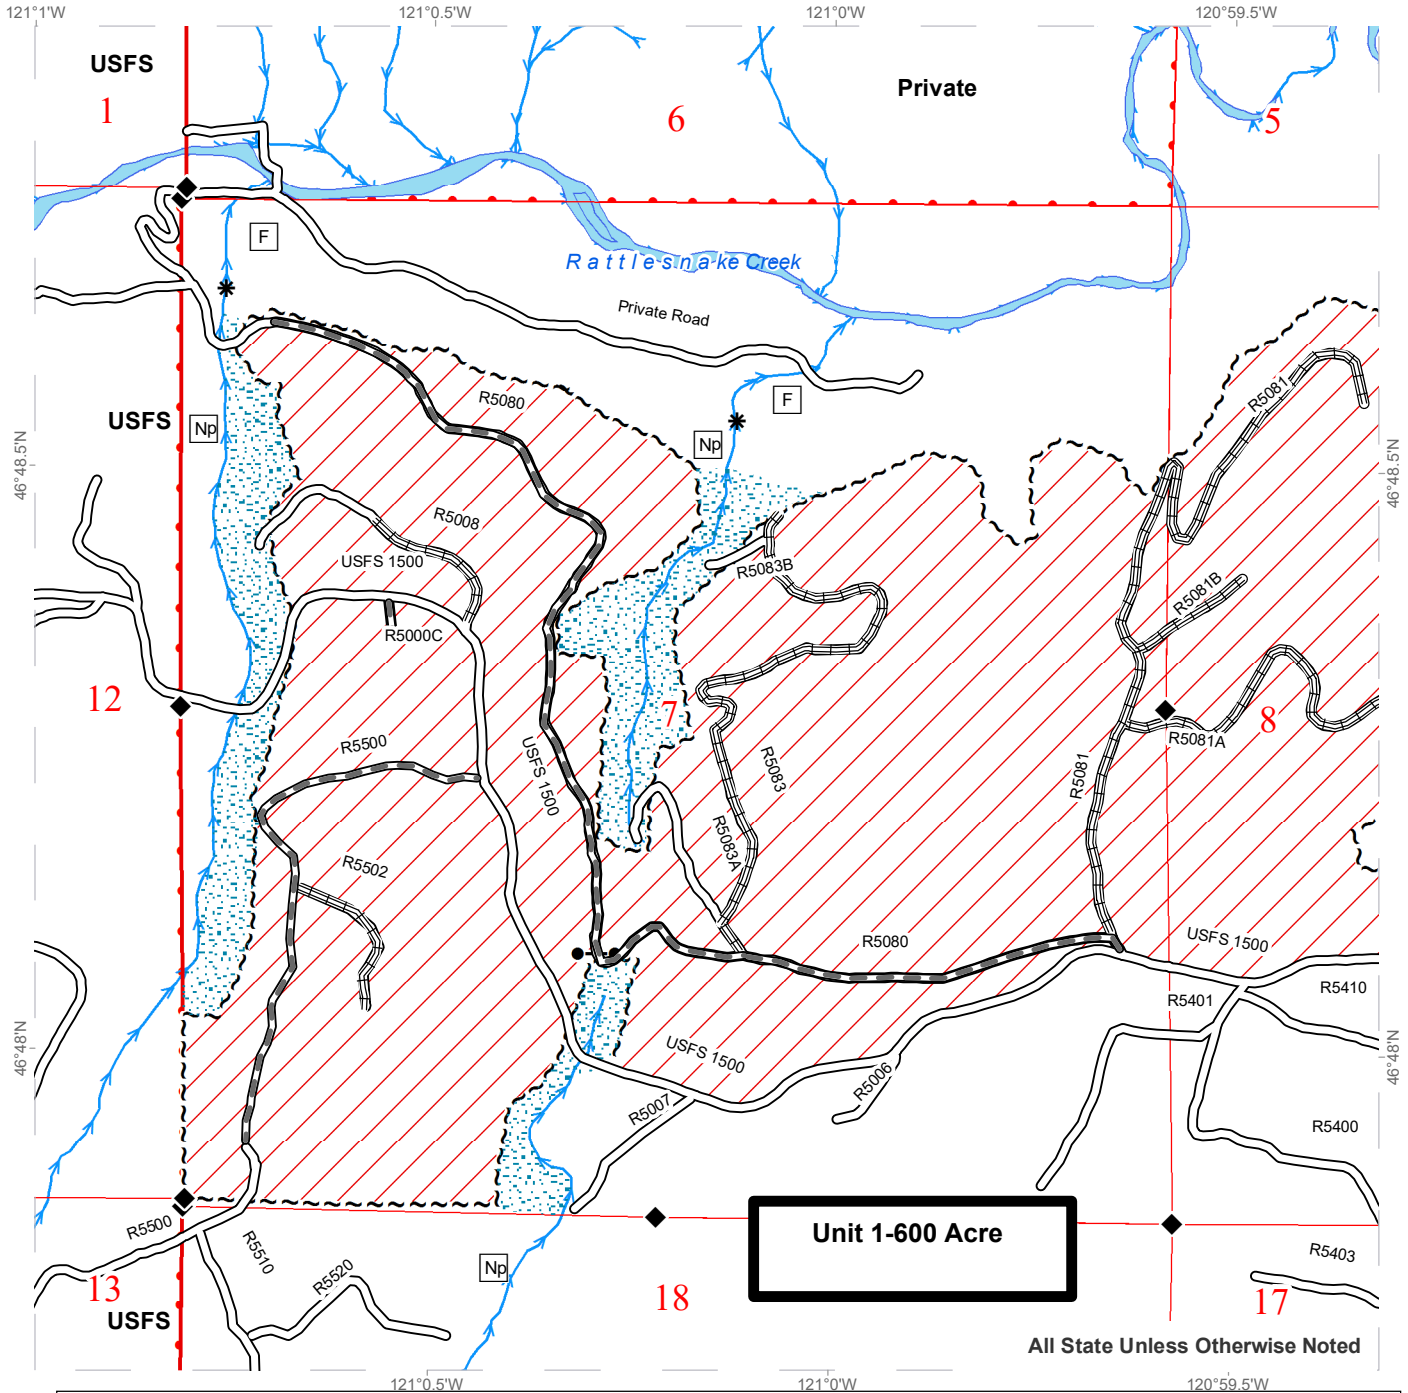 121°1'W
121°0.5'W
121°0'W
120°59.5'W
USFS
1
6
Private
5
F
Rattlesnake Creek
Private Road
R5080
F
R5081
USFS
Np
Np
46°48.5'N
46°48.5'N
R5008
USFS 1500
R5083B
R5081B
R5000C
12
7
8
R5500
R5081A
USFS 1500
R5083
R5081
R5083A
R5502
R5080
USFS 1500
R5401
R5410
46°48'N
46°48'N
USFS 1500
R5006
R5007
R5400
R5500
R5510
Unit 1-600 Acre
R5403
R5520
Np
13
18
17
USFS
All State Unless Otherwise Noted
121°0.5'W
121°0'W
120°59.5'W